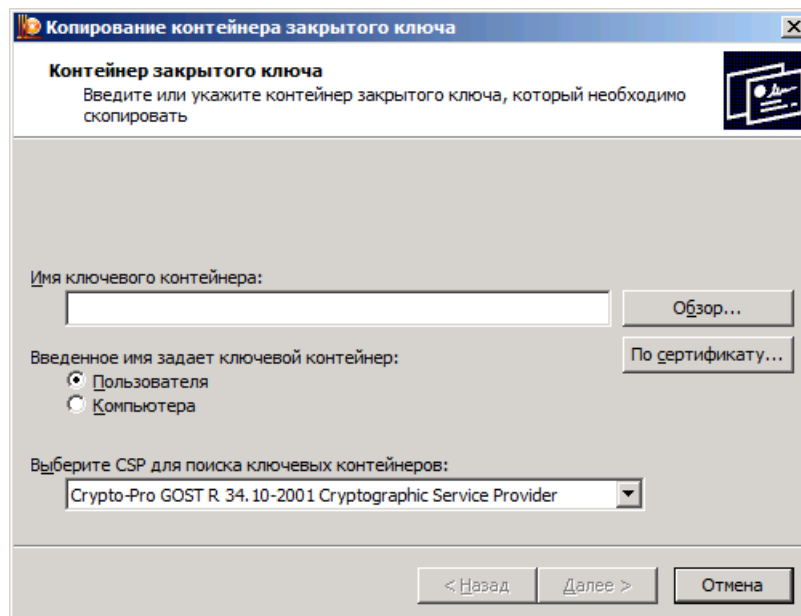 Копирование контейнера закрытого ключа
Контейнер закрытого ключа
Введите или укажите контейнер закрытого ключа, который необходимо
скопировать
Имя ключевого контейнера:
Обзор...
Введенное имя задает ключевой контейнер:
По сертификату...
Пользователя
Компьютера
Выберите CSP для поиска ключевых контейнеров:
Crypto-Pro GOST R 34.10-2001 Cryptographic Service Provider
< Назад
Далее >
Отмена